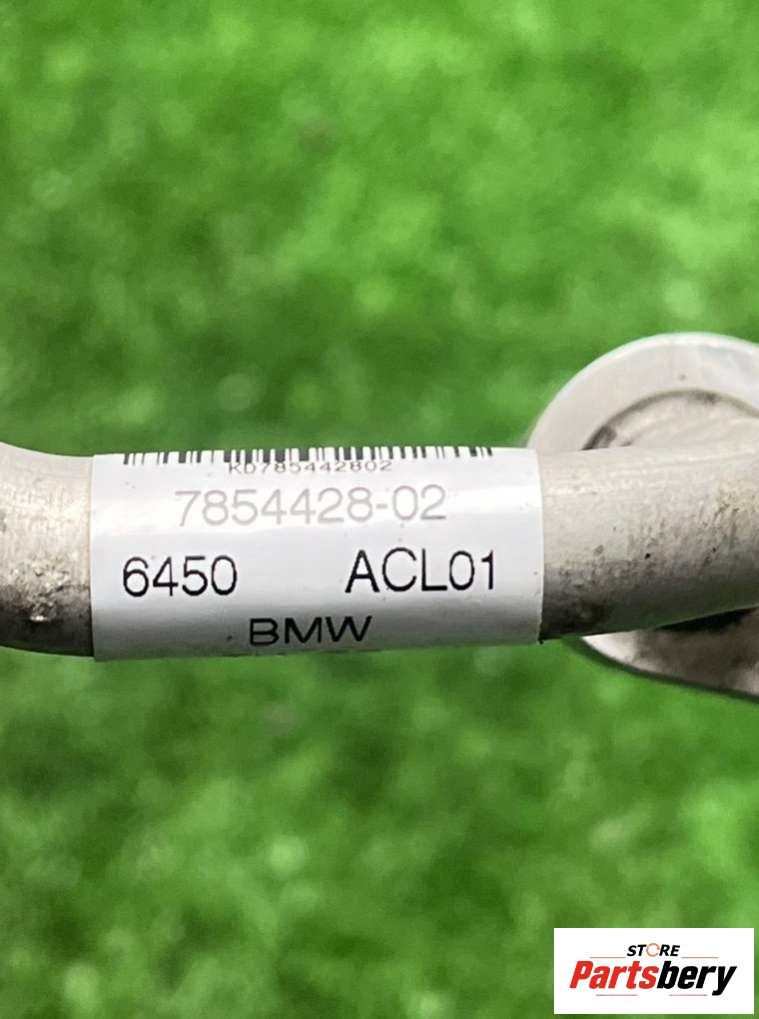 KD785442802
7854428-02
6450 ACL01
BMW
STORE
Partsbery